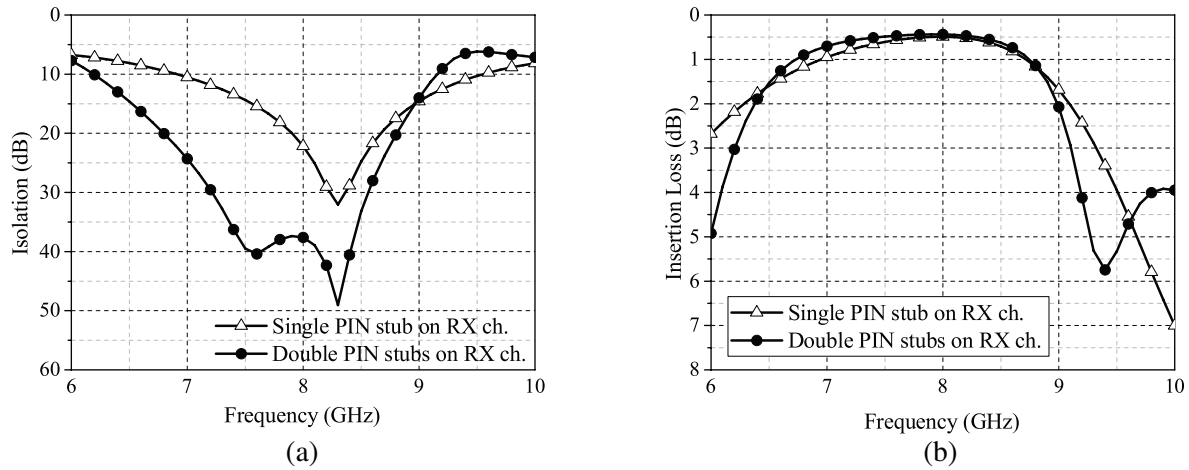 0
10
20
30
40
50
60
Isolation (dB)
Single PIN stub on RX ch.
Double PIN stubs on RX ch.
6 7 8 9 10
Frequency (GHz)
(a)
0
1
2
3
4
5
6
7
8
Insertion Loss (dB)
Single PIN stub on RX ch.
Double PIN stubs on RX ch.
6 7 8 9 10
Frequency (GHz)
(b)